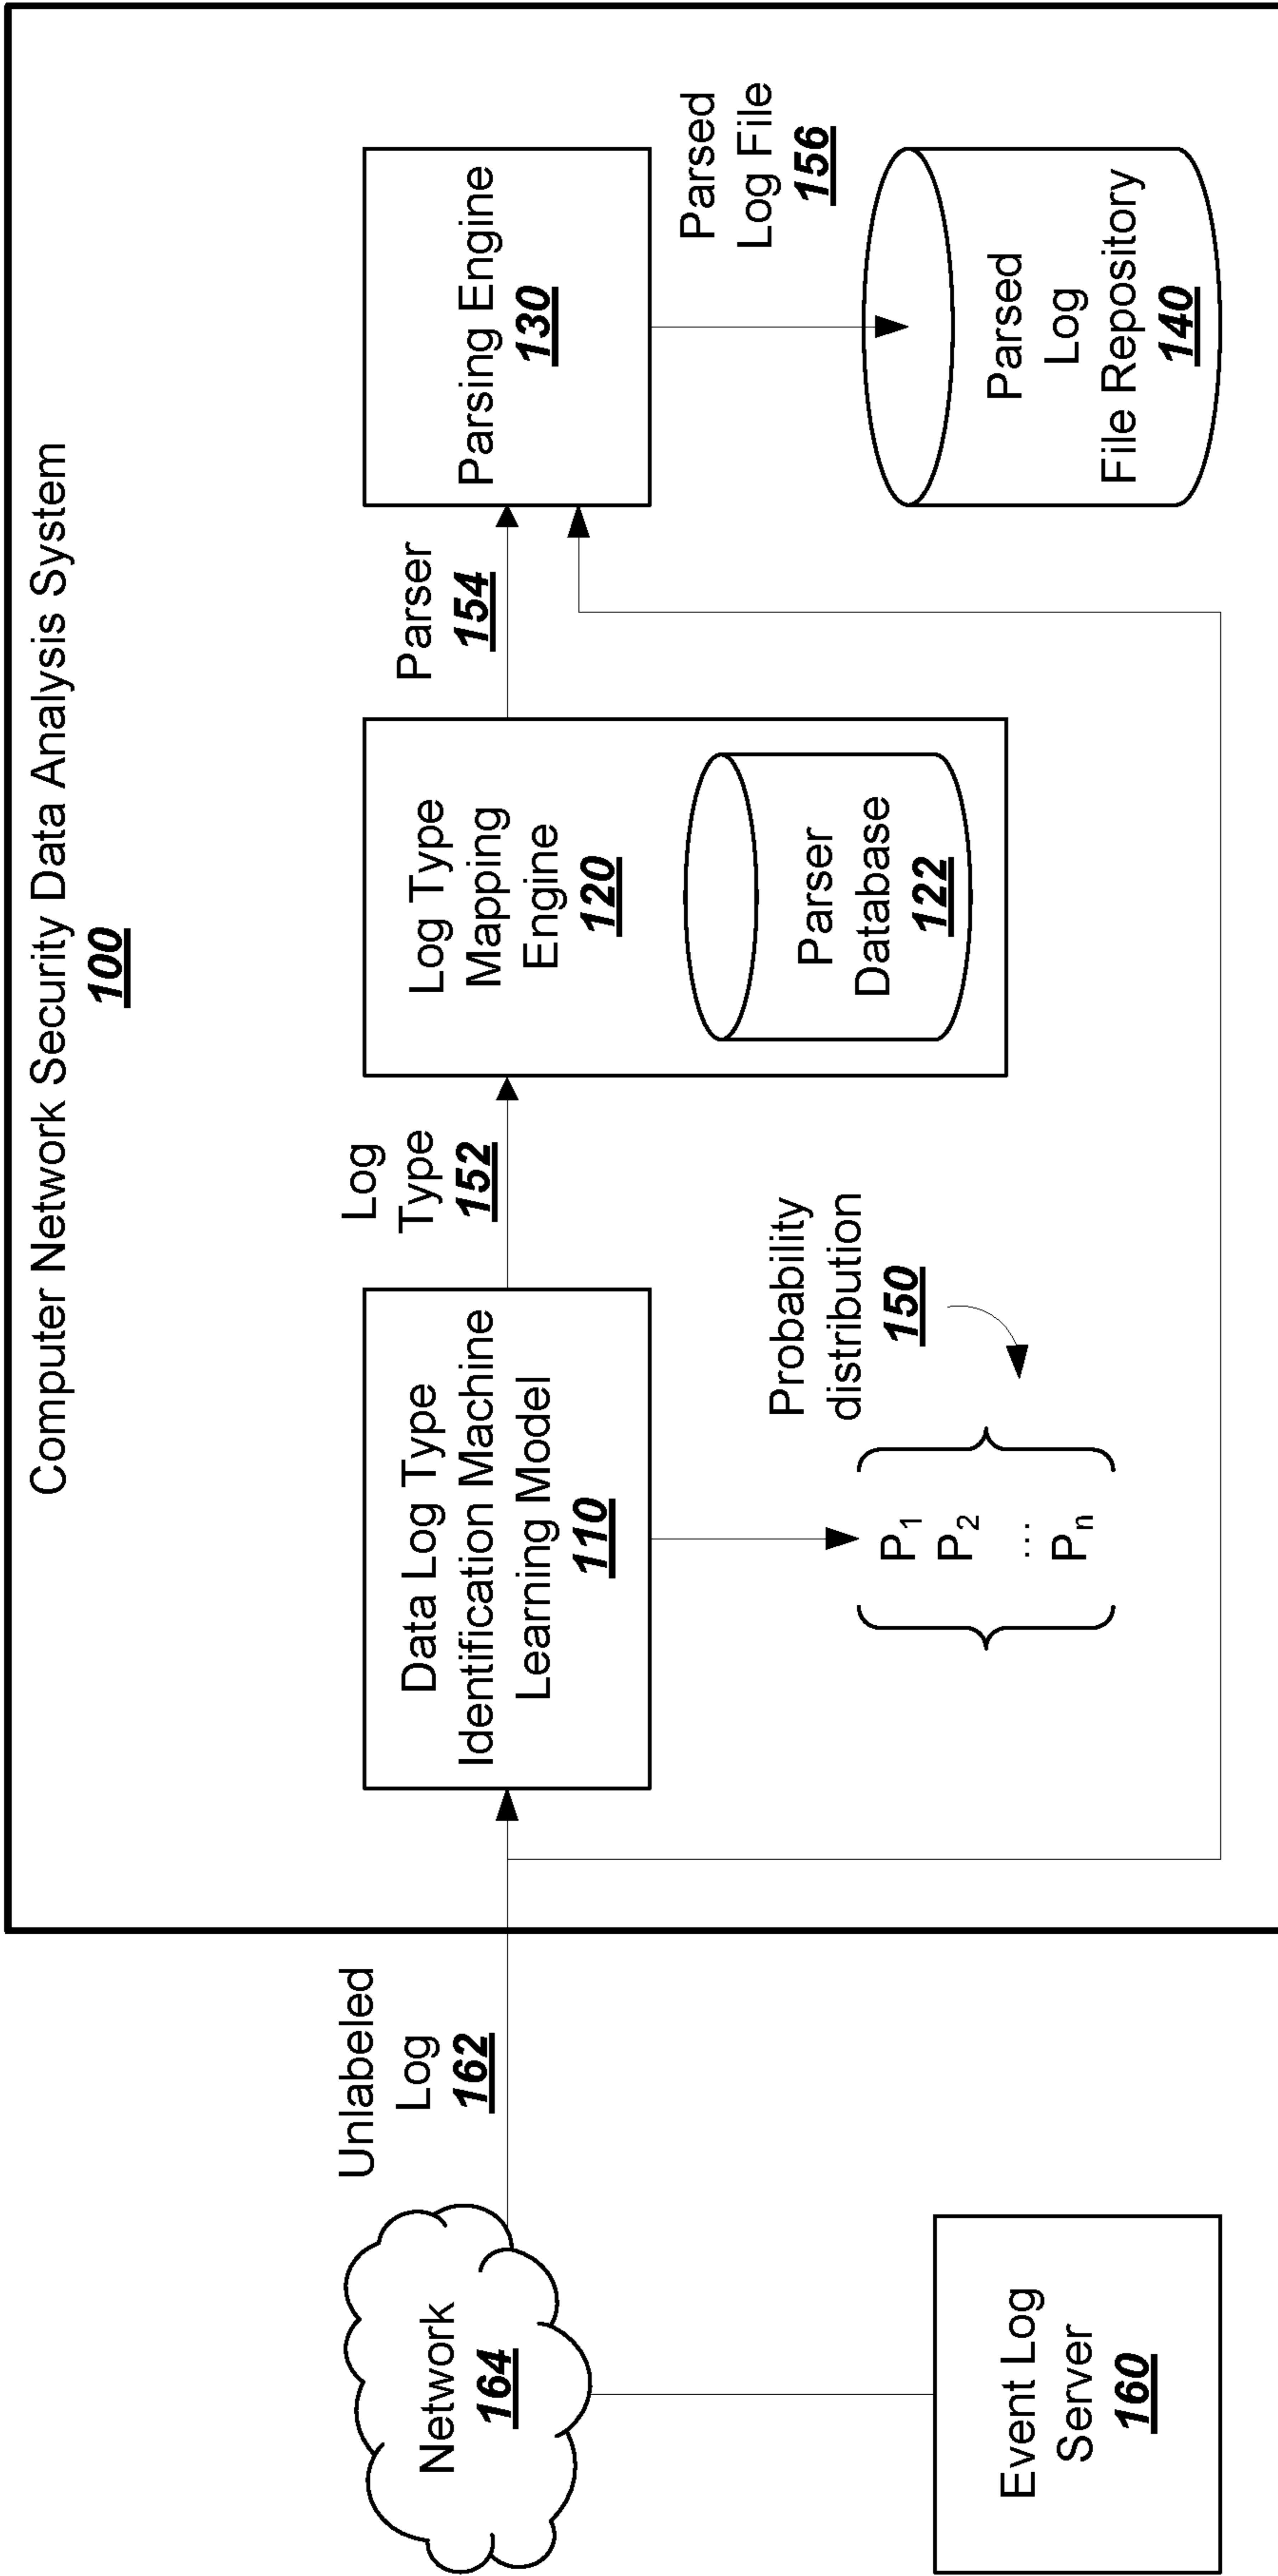 Computer Network Security Data Analysis System
100
Network
164
Event Log
Server
160
Unlabeled
Log
162
Data Log Type
Identification Machine
Learning Model
110
Probability
distribution
150
P1
P2
...
Pn
Log
Type
152
Log Type
Mapping
Engine
120
Parser
Database
122
Parser
154
Parsing Engine
130
Parsed
Log File
156
Parsed
Log
File Repository
140